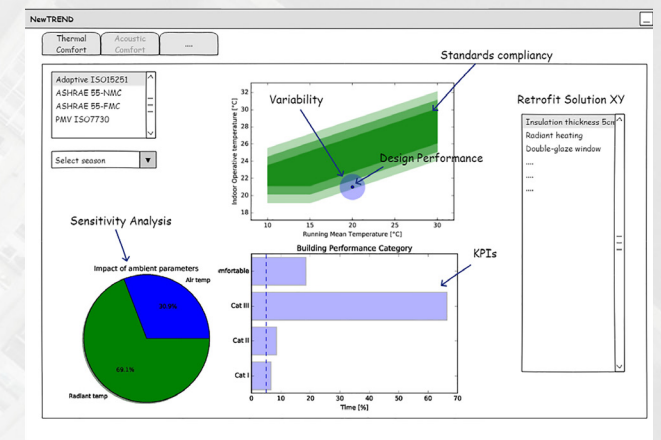 NewTREND
Thermal Comfort
Acoustic Comfort
....
Adaptive ISO15251
ASHRAE 55-NMC
ASHRAE 55-FMC
PMV ISO7730
Select season
Standards compliancy
Variability
Design Performance
Indoor Operative temperature [°C]
32
30
28
26
24
22
20
18
10 15 20 25 30
Running Mean Temperature [°C]
Retrofit Solution XY
Insulation thickness 5cm
Radiant heating
Double-glaze window
....
....
....
Sensitivity Analysis
Impact of ambient parameters
Air temp
30.9%
69.1%
Radiant temp
Building Performance Category
KPIs
mfortable
Cat III
Cat II
Cat I
0 10 20 30 40 50 60 70
Time [%]